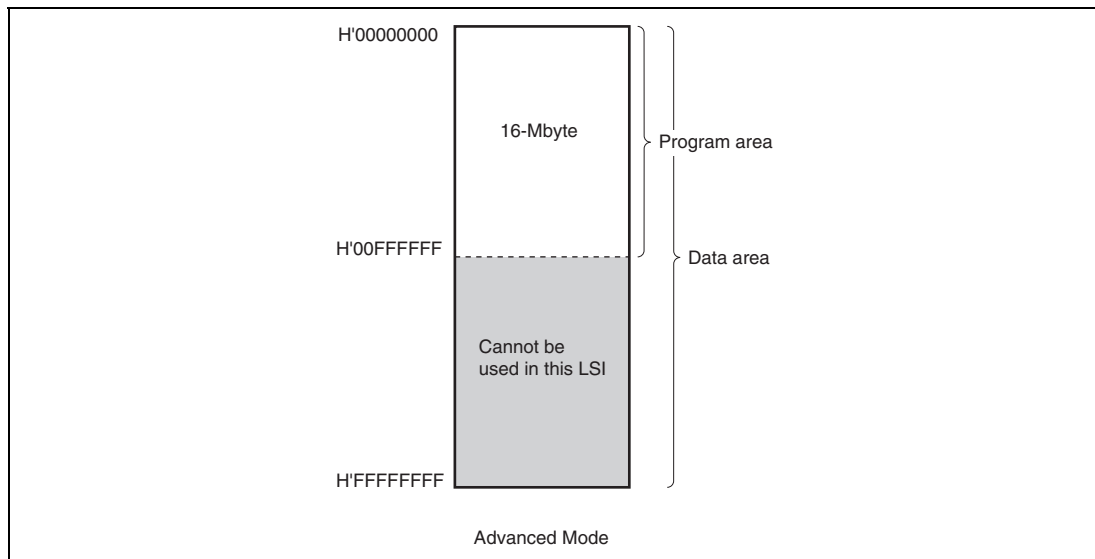 H'00000000
16-Mbyte
Program area
H'00FFFFFF
Data area
Cannot be
used in this LSI
H'FFFFFFFF
Advanced Mode